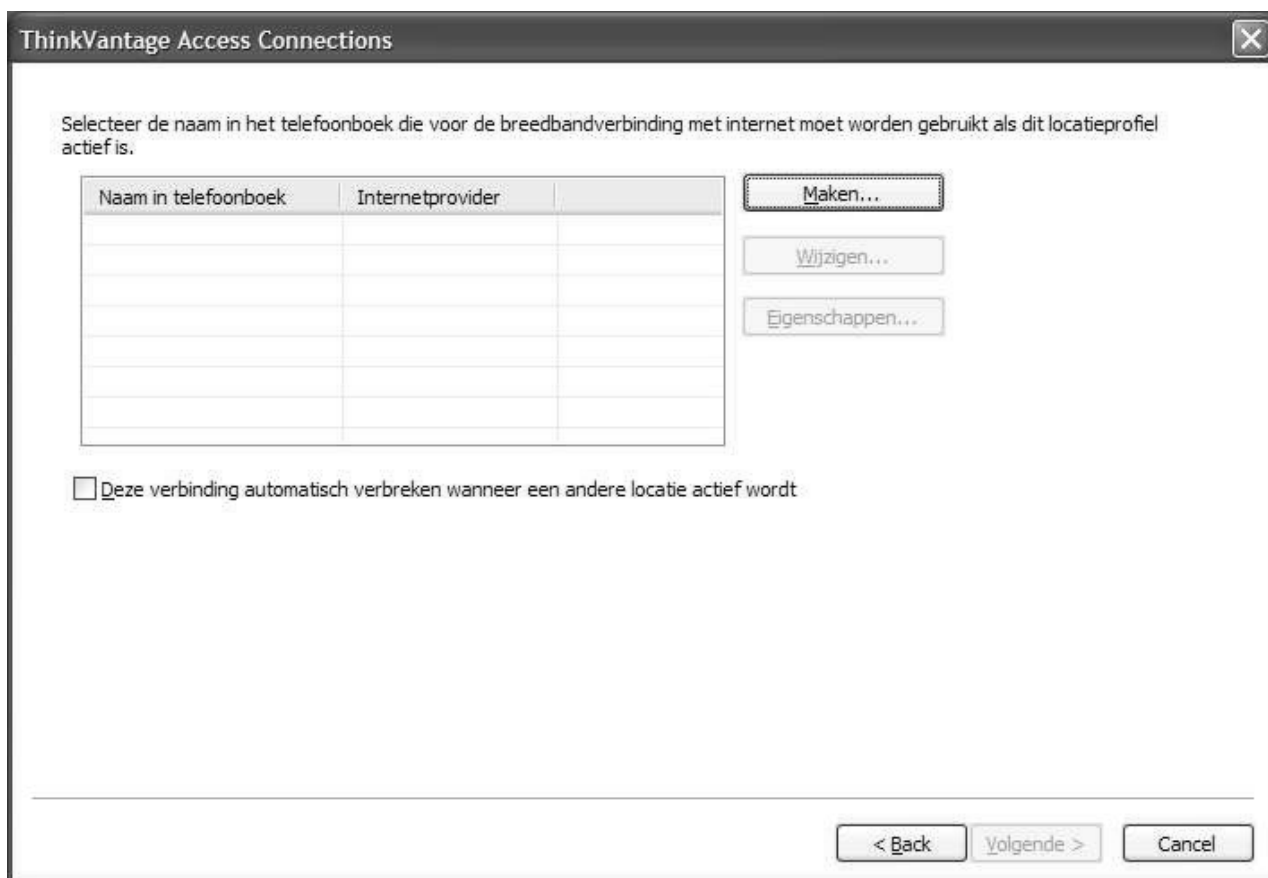 ThinkVantage Access Connections
Selecteer de naam in het telefoonboek die voor de breedbandverbinding met internet moet worden gebruikt als dit locatieprofiel
actief is.
Naam in telefoonboek Internetprovider
Maken...
Wijzigen...
Eigenschappen...
Deze verbinding automatisch verbreken wanneer een andere locatie actief wordt
< Back Volgende > Cancel